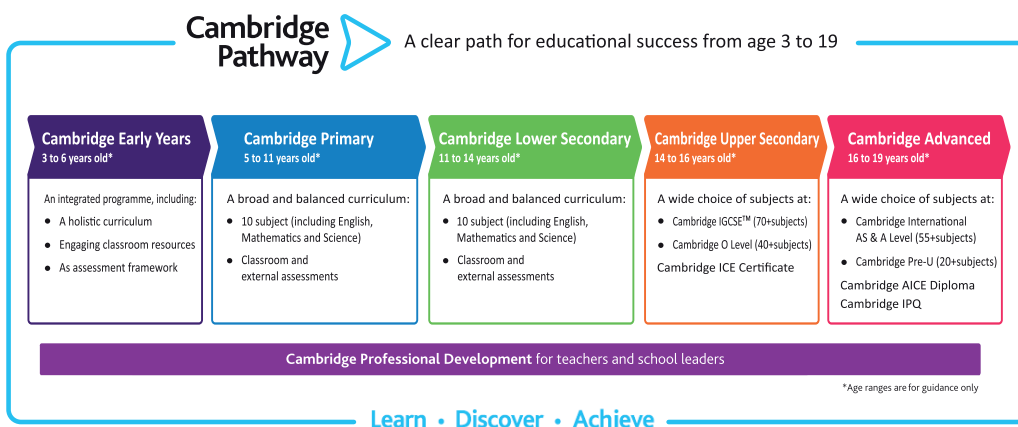 Cambridge
Pathway
A clear path for educational success from age 3 to 19
Cambridge Early Years
3 to 6 years old*
An integrated programme, including:
● A holistic curriculum
● Engaging classroom resources
● As assessment framework
Cambridge Primary
5 to 11 years old*
A broad and balanced curriculum:
● 10 subject (including English,
Mathematics and Science)
● Classroom and
external assessments
Cambridge Lower Secondary
11 to 14 years old*
A broad and balanced curriculum:
● 10 subject (including English,
Mathematics and Science)
● Classroom and
external assessments
Cambridge Upper Secondary
14 to 16 years old*
A wide choice of subjects at:
● Cambridge IGCSE™ (70+subjects)
● Cambridge O Level (40+subjects)
Cambridge ICE Certificate
Cambridge Advanced
16 to 19 years old*
A wide choice of subjects at:
● Cambridge International
AS & A Level (55+subjects)
● Cambridge Pre-U (20+subjects)
Cambridge AICE Diploma
Cambridge IPQ
Cambridge Professional Development for teachers and school leaders
*Age ranges are for guidance only
Learn • Discover • Achieve